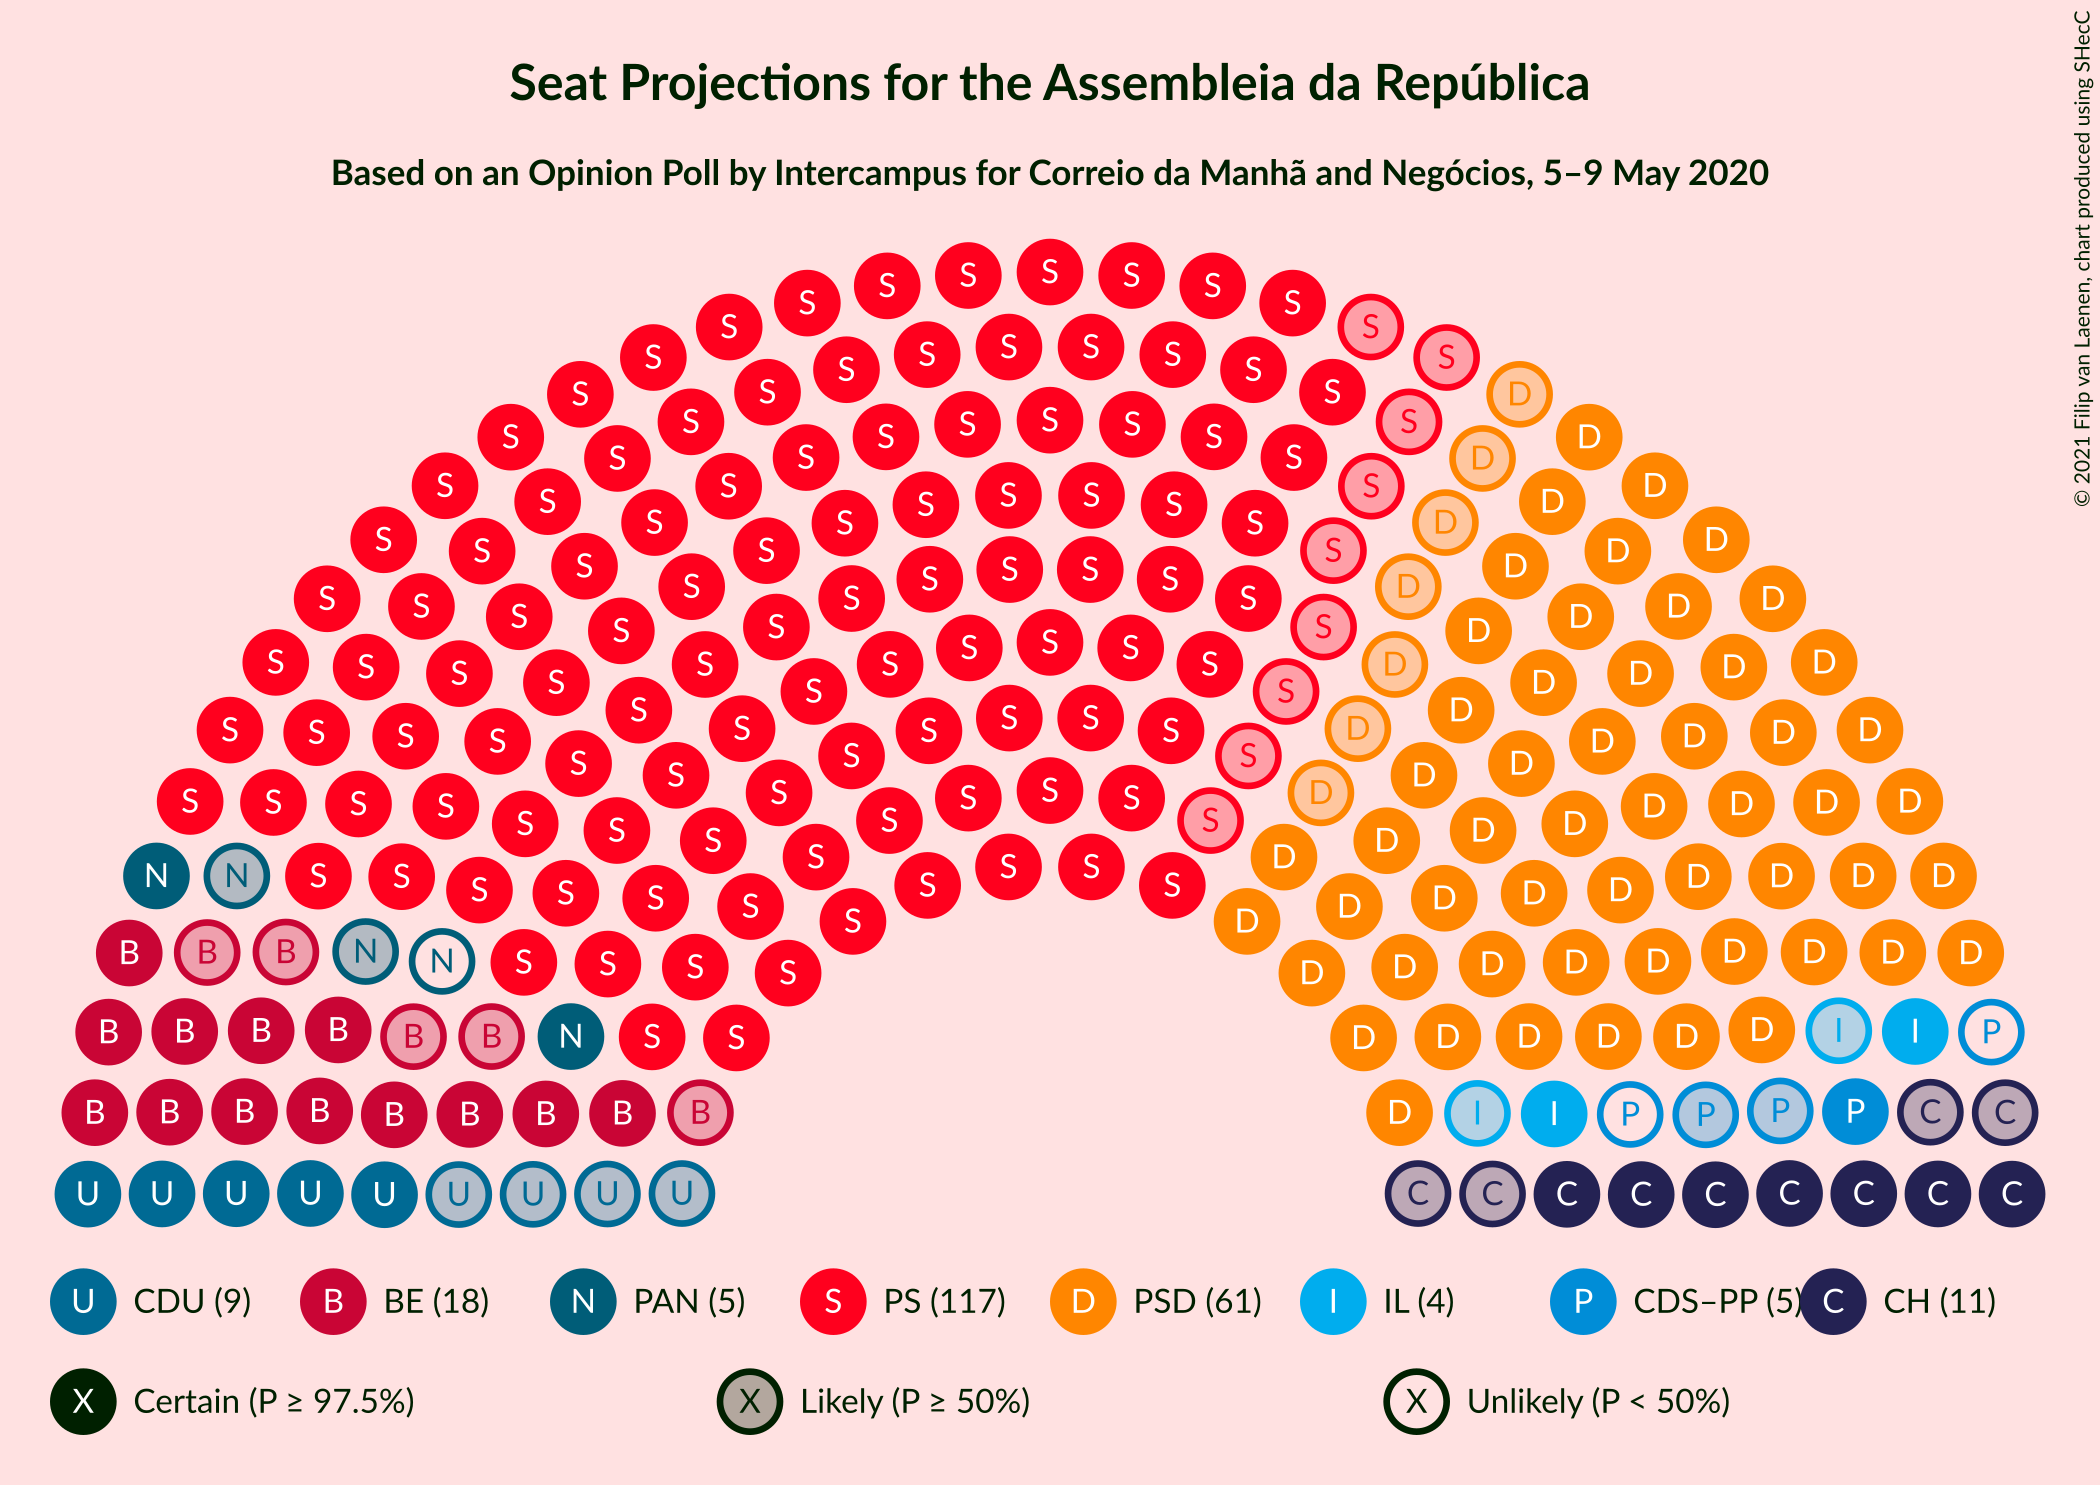 Seat Projections for the Assembleia da República
Based on an Opinion Poll by Intercampus for Correio da Manhã and Negócios, 5–9 May 2020
© 2021 Filip van Laenen, chart produced using SHecC
U CDU (9) B BE (18) N PAN (5) S PS (117) D PSD (61) I IL (4) P CDS–PP (5) C CH (11)
X Certain (P ≥ 97.5%) X Likely (P ≥ 50%) X Unlikely (P < 50%)